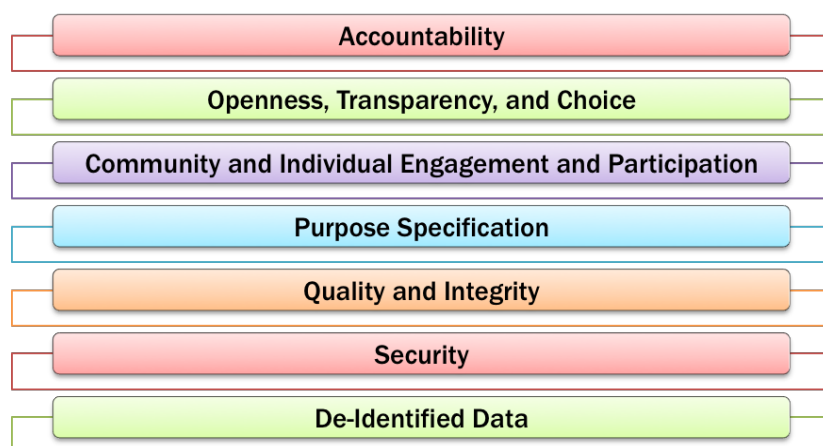 Accountability
Openness, Transparency, and Choice
Community and Individual Engagement and Participation
Purpose Specification
Quality and Integrity
Security
De-Identified Data